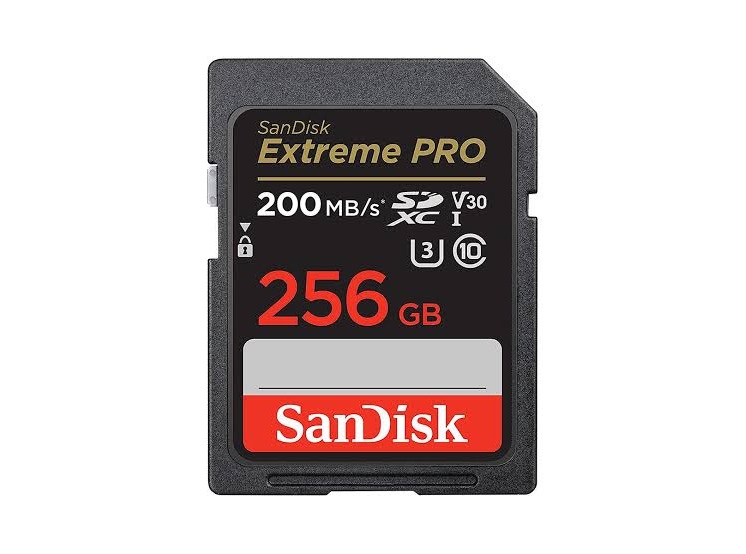 SanDisk
Extreme PRO
200 MB/s* SD XC V30 I
3 10
256 GB
SanDisk